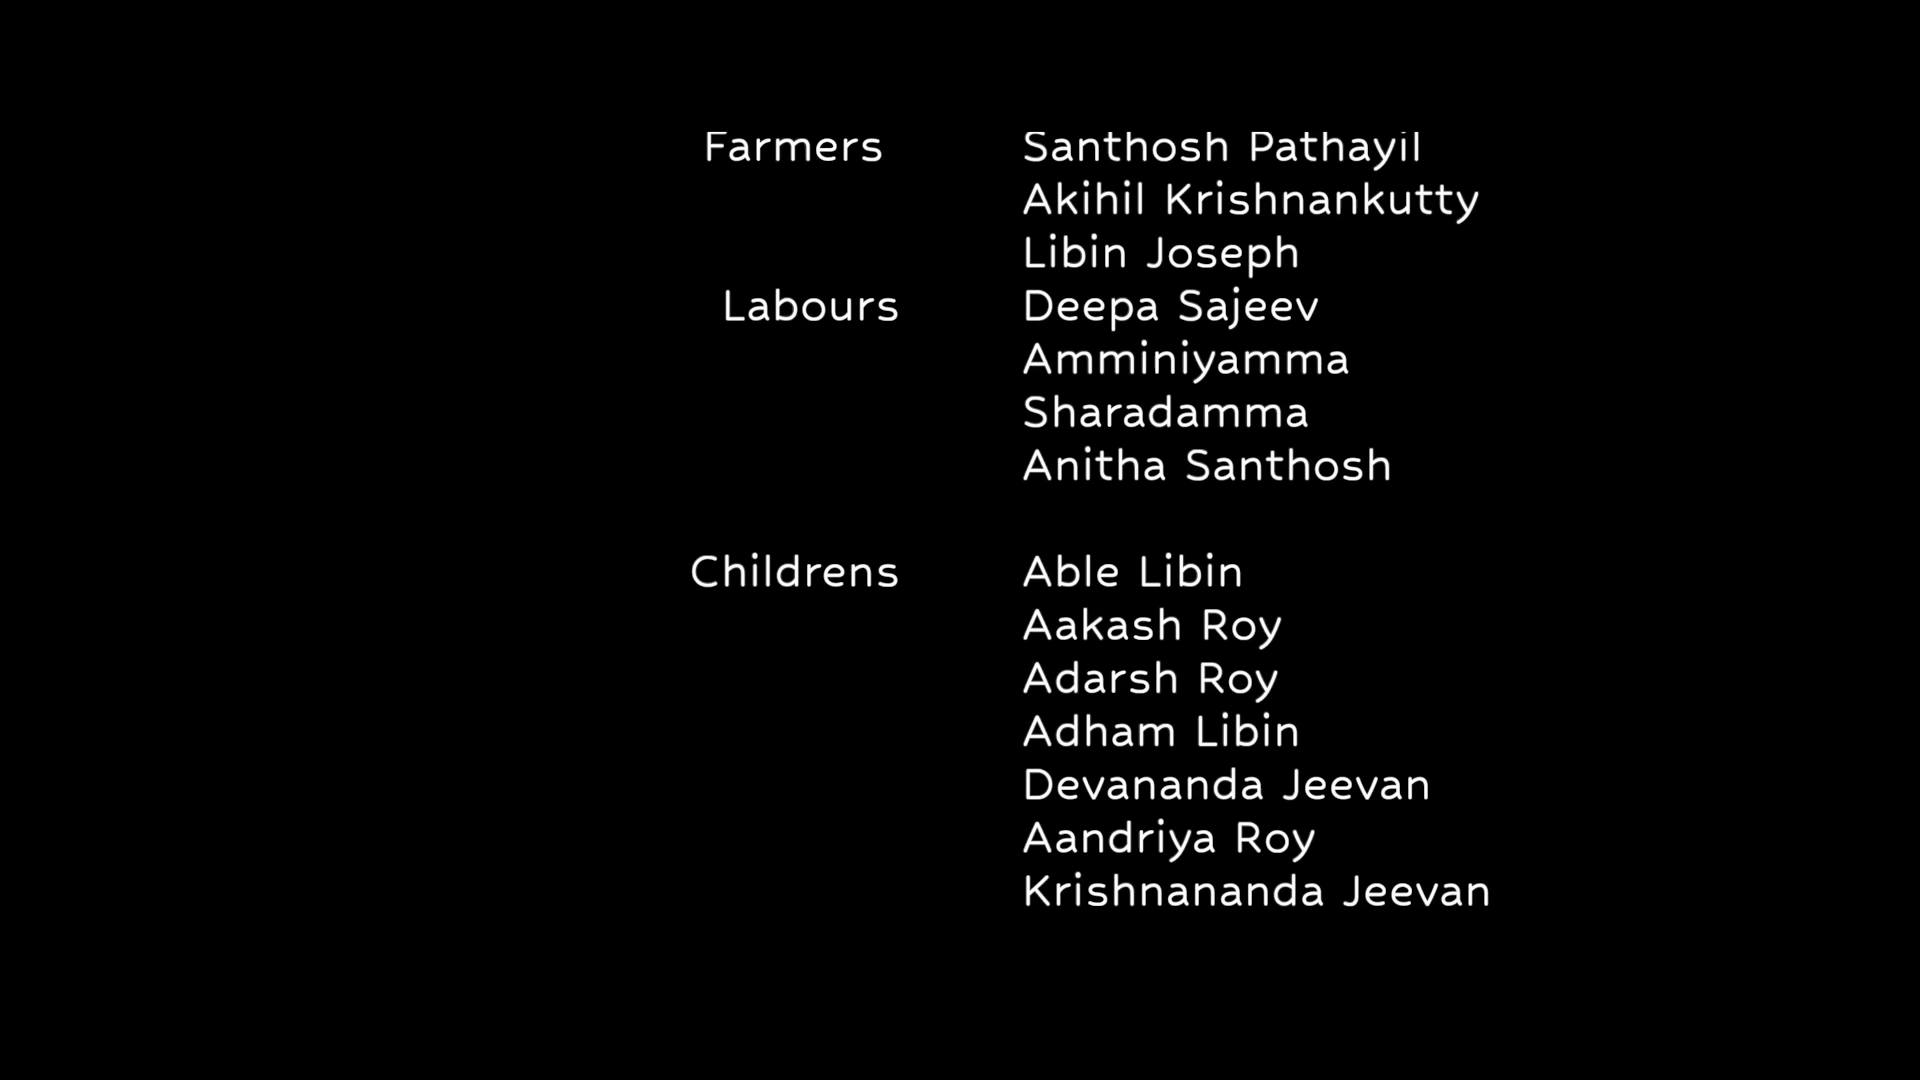 Farmers Santhosh Pathayil
Akihil Krishnankutty
Libin Joseph
Labours Deepa Sajeev
Amminiyamma
Sharadamma
Anitha Santhosh
Childrens Able Libin
Aakash Roy
Adarsh Roy
Adham Libin
Devananda Jeevan
Aandriya Roy
Krishnananda Jeevan